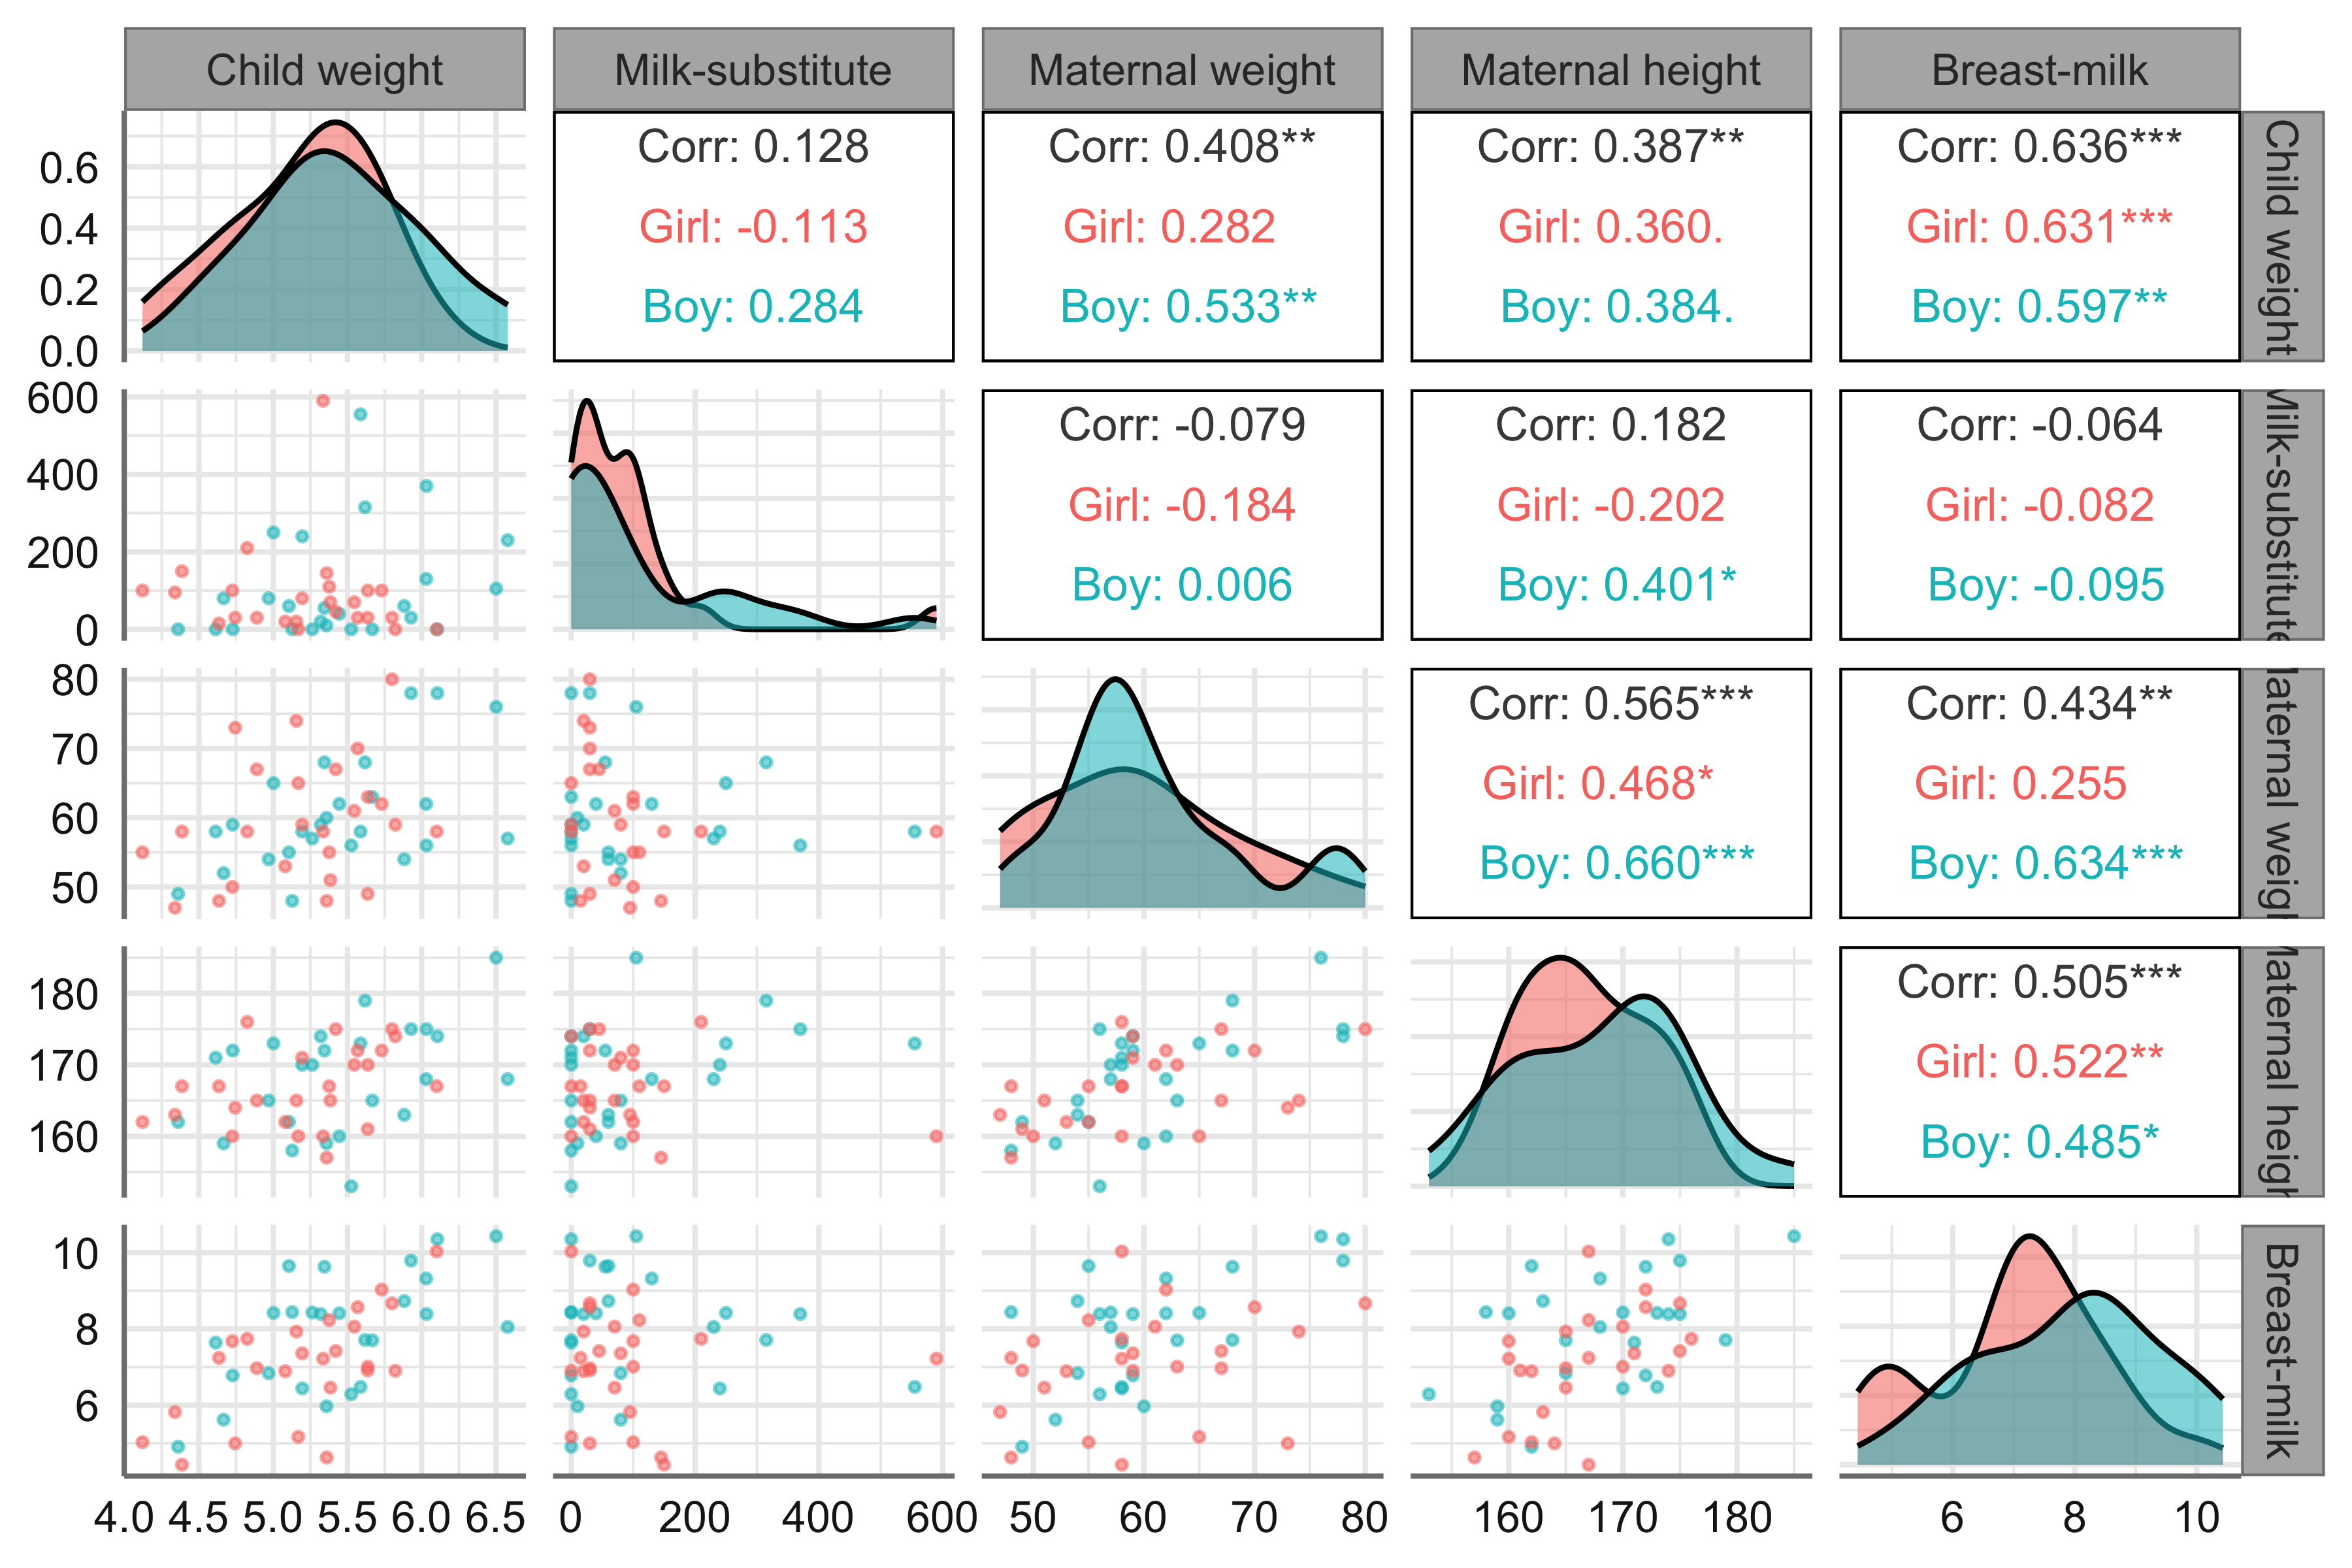 Child weight
Milk-substitute
Maternal weight
Maternal height
Breast-milk
0.6
0.4
0.2
0.0
Corr: 0.128
Girl: -0.113
Boy: 0.284
Corr: 0.408**
Girl: 0.282
Boy: 0.533**
Corr: 0.387**
Girl: 0.360.
Boy: 0.384.
Corr: 0.636***
Girl: 0.631***
Boy: 0.597**
Child weight
600
400
200
0
Corr: -0.079
Girl: -0.184
Boy: 0.006
Corr: 0.182
Girl: -0.202
Boy: 0.401*
Corr: -0.064
Girl: -0.082
Boy: -0.095
Milk-substitute
80
70
60
50
Corr: 0.565***
Girl: 0.468*
Boy: 0.660***
Corr: 0.434**
Girl: 0.255
Boy: 0.634***
aternal weigh
180
170
160
Corr: 0.505***
Girl: 0.522**
Boy: 0.485*
aternal heigh
10
8
6
Breast-milk
4.0 4.5 5.0 5.5 6.0 6.5
0 200 400 600
50 60 70 80
160 170 180
6 8 10